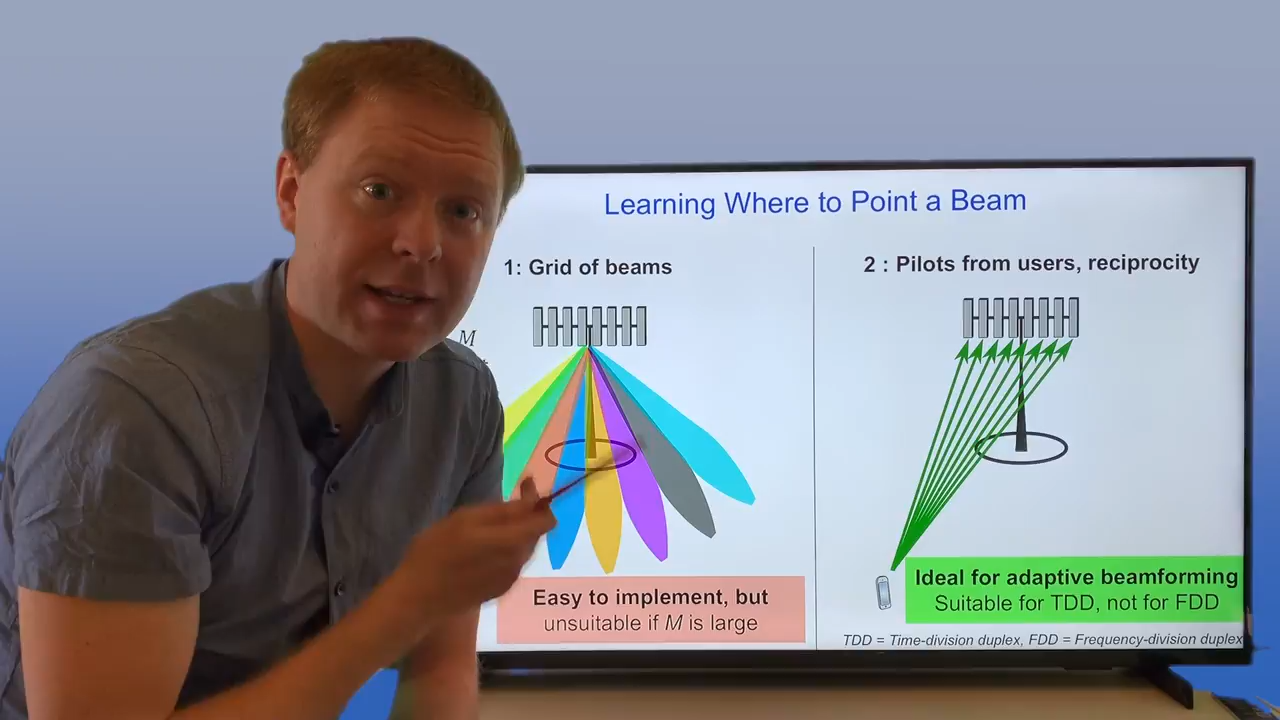 Learning Where to Point a Beam
1: Grid of beams
M
Easy to implement, but
unsuitable if M is large
2 : Pilots from users, reciprocity
Ideal for adaptive beamforming
Suitable for TDD, not for FDD
TDD = Time-division duplex, FDD = Frequency-division duplex